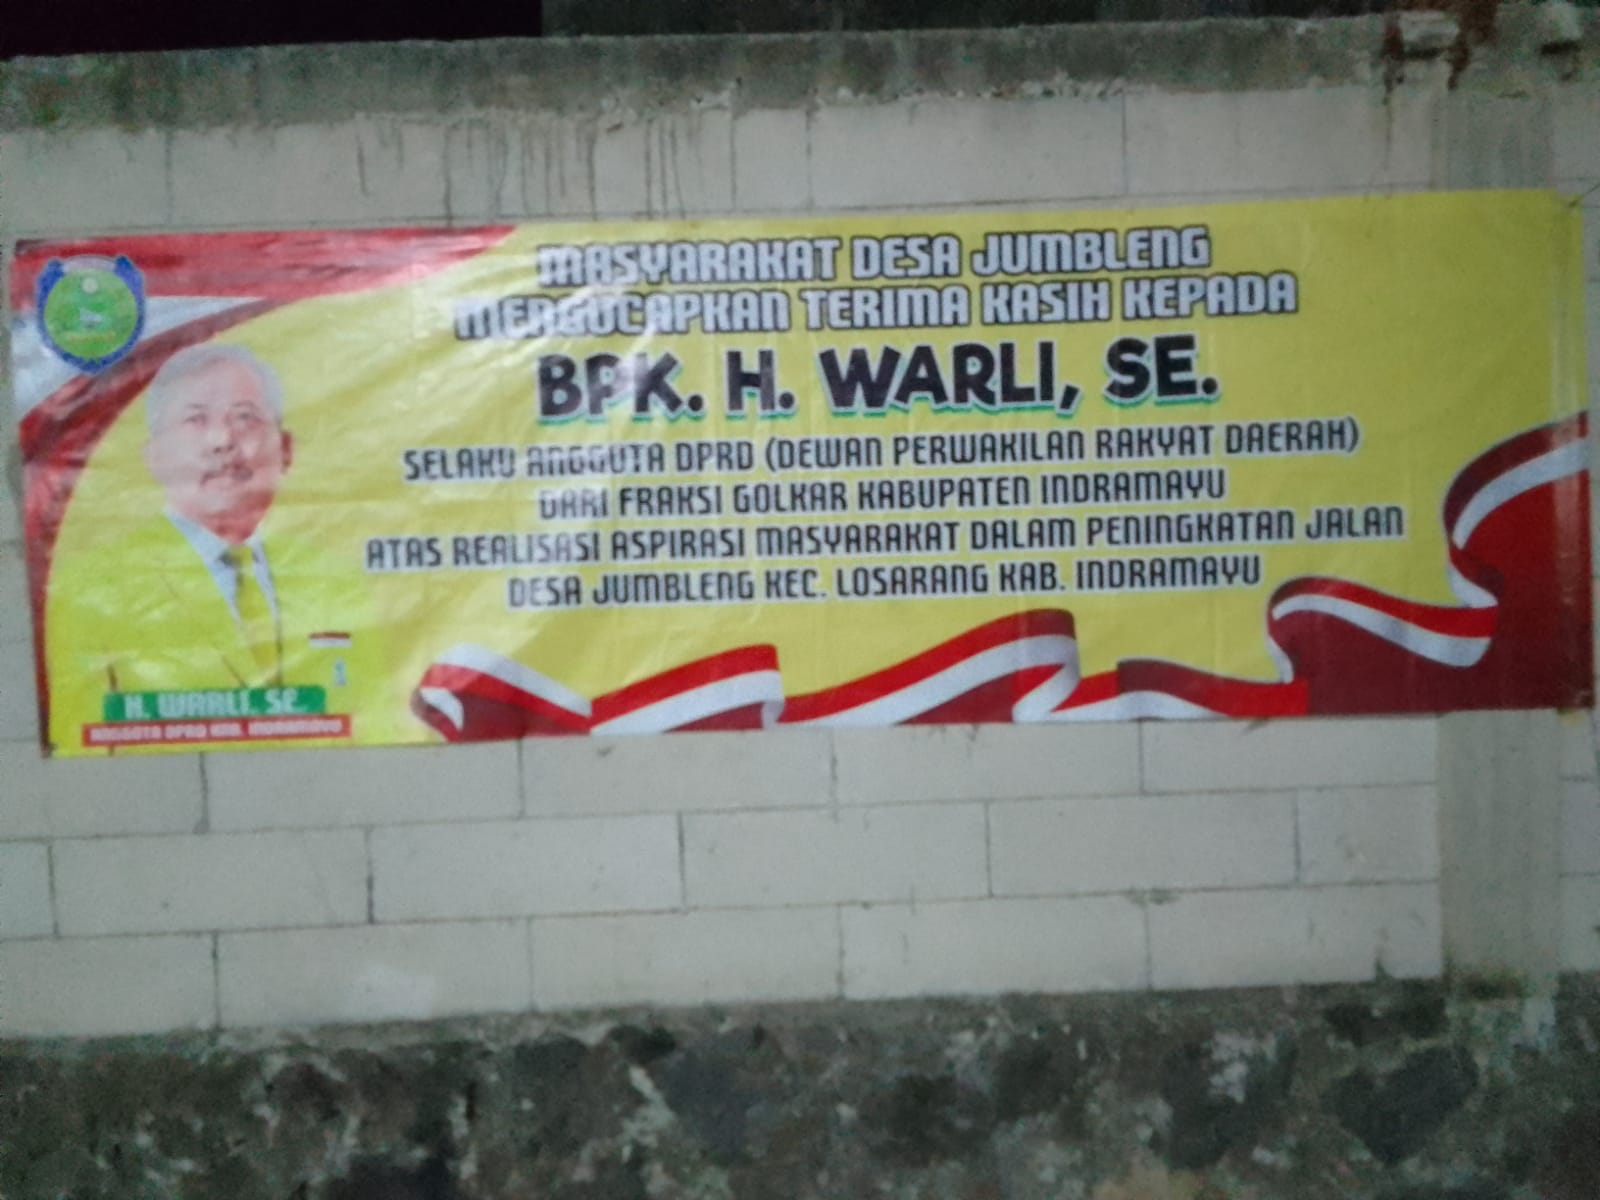 MASYARAKAT DESA JUMBLENG
MENGUCAPKAN TERIMA KASIH KEPADA
BPK. H. WARLI, SE.
SELAKU ANGGOTA DPRD (DEWAN PERWAKILAN RAKYAT DAERAH)
DARI FRAKSI GOLKAR KABUPATEN INDRAMAYU
ATAS REALISASI ASPIRASI MASYARAKAT DALAM PENINGKATAN JALAN
DESA JUMBLENG KEC. LOSARANG KAB. INDRAMAYU
H. WARLI, SE.
ANGGOTA DPRD KAB. INDRAMAYU